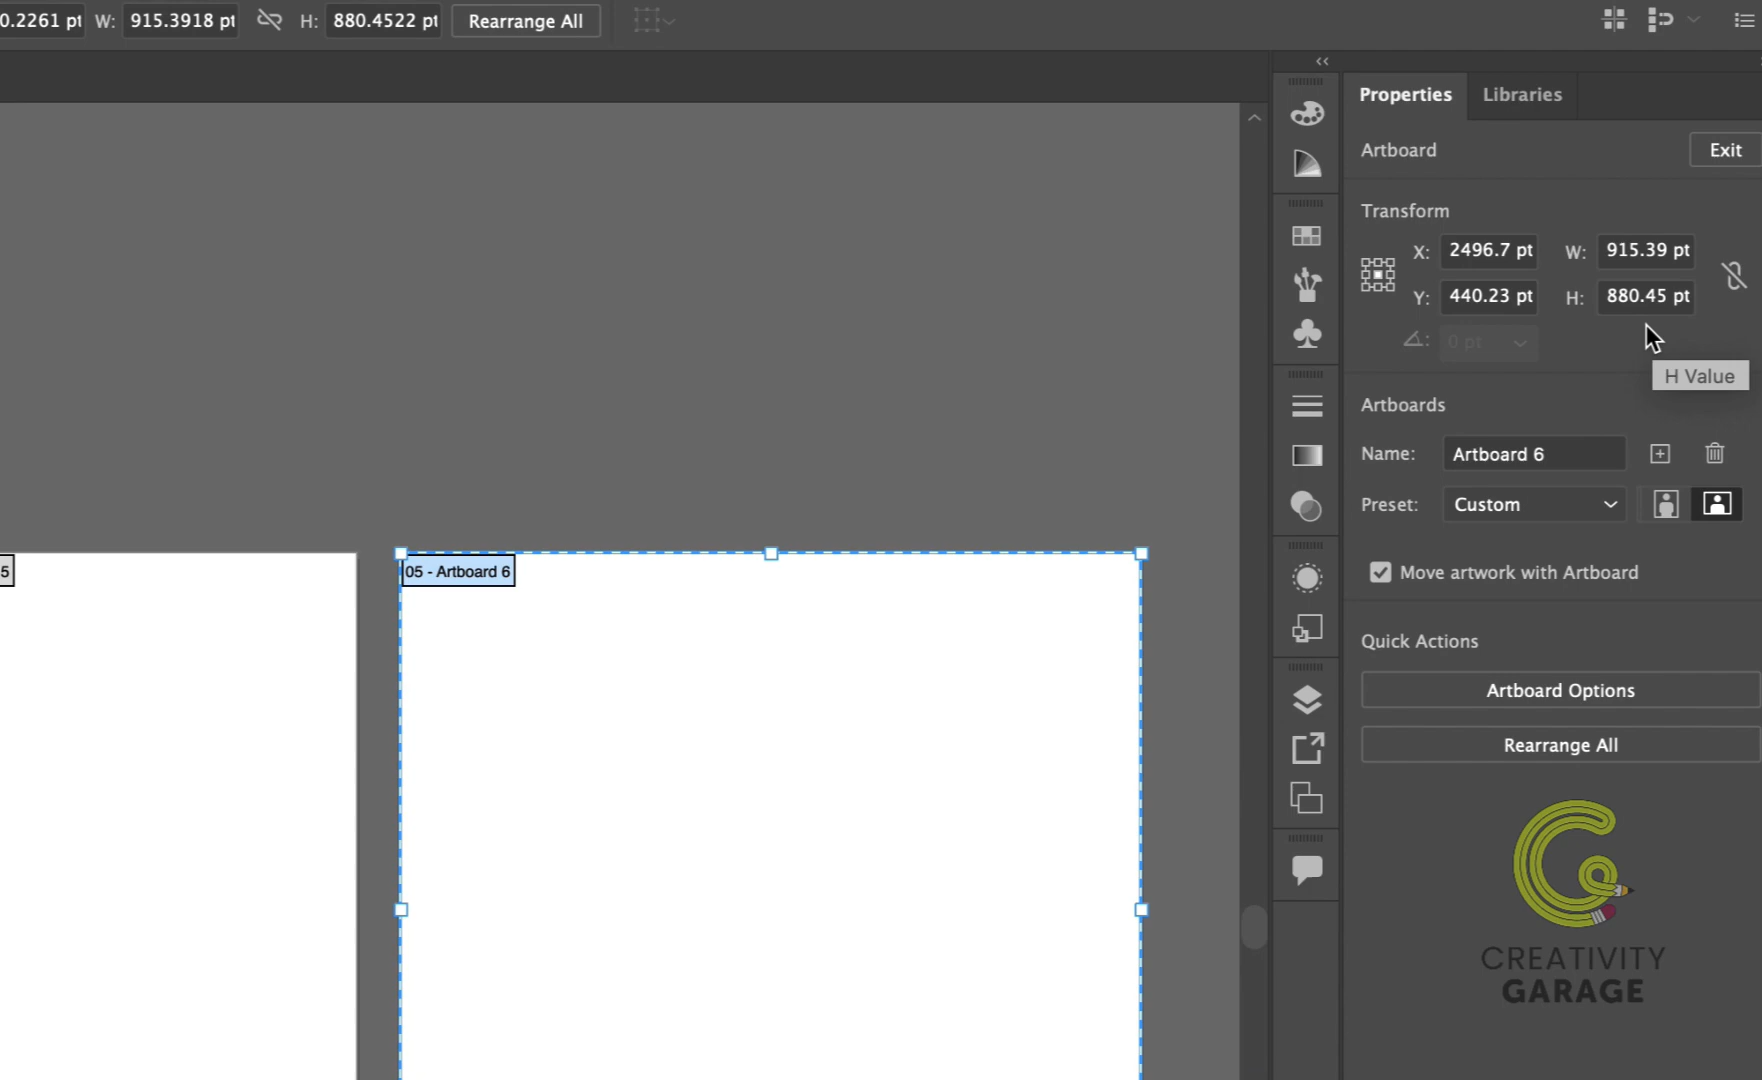 0.2261 pt W: 915.3918 pt H: 880.4522 pt Rearrange All
Properties Libraries
Artboard Exit
Transform
X: 2496.7 pt W: 915.39 pt
Y: 440.23 pt H: 880.45 pt
0 pt
H Value
Artboards
Name: Artboard 6
Preset: Custom
5
05 - Artboard 6
Move artwork with Artboard
Quick Actions
Artboard Options
Rearrange All
CREATIVITY
GARAGE